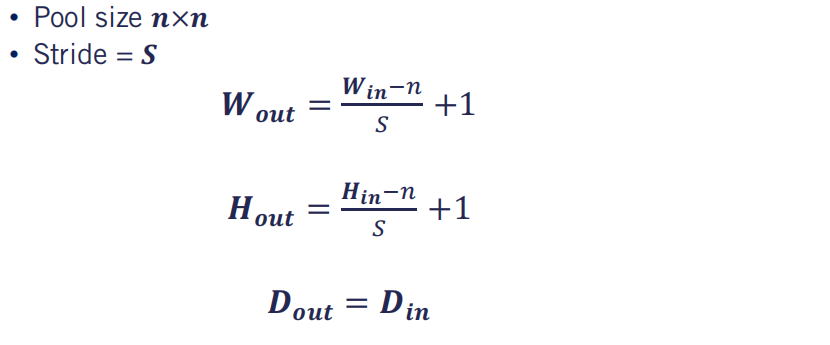 • Pool size n×n
• Stride = S
W_out = (W_in−n)/S +1
H_out = (H_in−n)/S +1
D_out = D_in